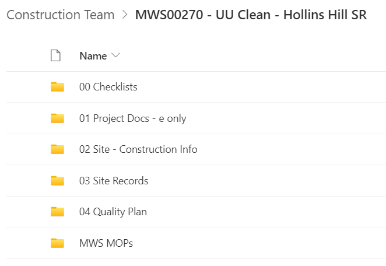 Construction Team > MWS00270 - UU Clean - Hollins Hill SR
Name
00 Checklists
01 Project Docs - e only
02 Site - Construction Info
03 Site Records
04 Quality Plan
MWS MOPs